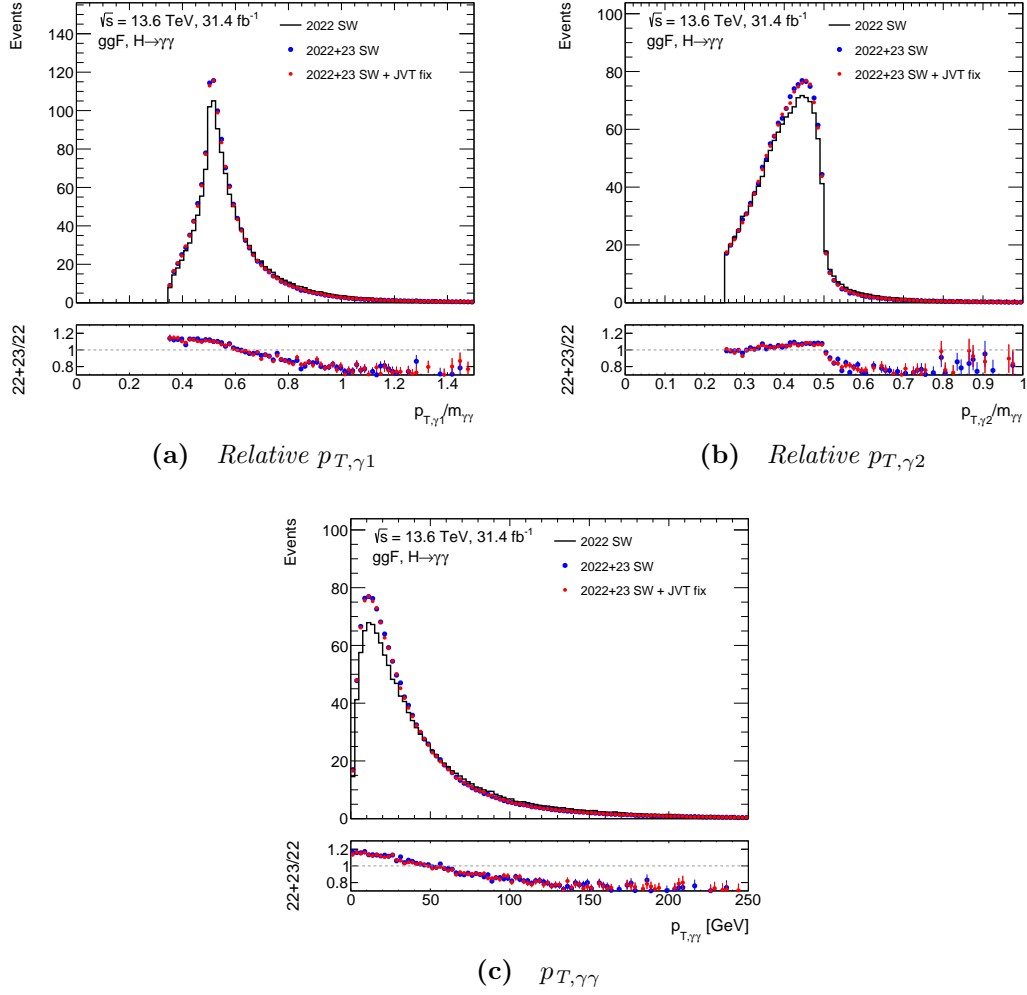 Events
√s = 13.6 TeV, 31.4 fb⁻¹
ggF, H→γγ
2022 SW
2022+23 SW
2022+23 SW + JVT fix
140
120
100
80
60
40
20
0
22+23/22
1.2
1
0.8
0 0.2 0.4 0.6 0.8 1 1.2 1.4
p_T,γ1/m_γγ
(a) Relative p_T,γ1
Events
√s = 13.6 TeV, 31.4 fb⁻¹
ggF, H→γγ
2022 SW
2022+23 SW
2022+23 SW + JVT fix
100
80
60
40
20
0
22+23/22
1.2
1
0.8
0 0.1 0.2 0.3 0.4 0.5 0.6 0.7 0.8 0.9 1
p_T,γ2/m_γγ
(b) Relative p_T,γ2
Events
√s = 13.6 TeV, 31.4 fb⁻¹
ggF, H→γγ
2022 SW
2022+23 SW
2022+23 SW + JVT fix
100
80
60
40
20
0
22+23/22
1.2
1
0.8
0 50 100 150 200 250
p_T,γγ [GeV]
(c) p_T,γγ